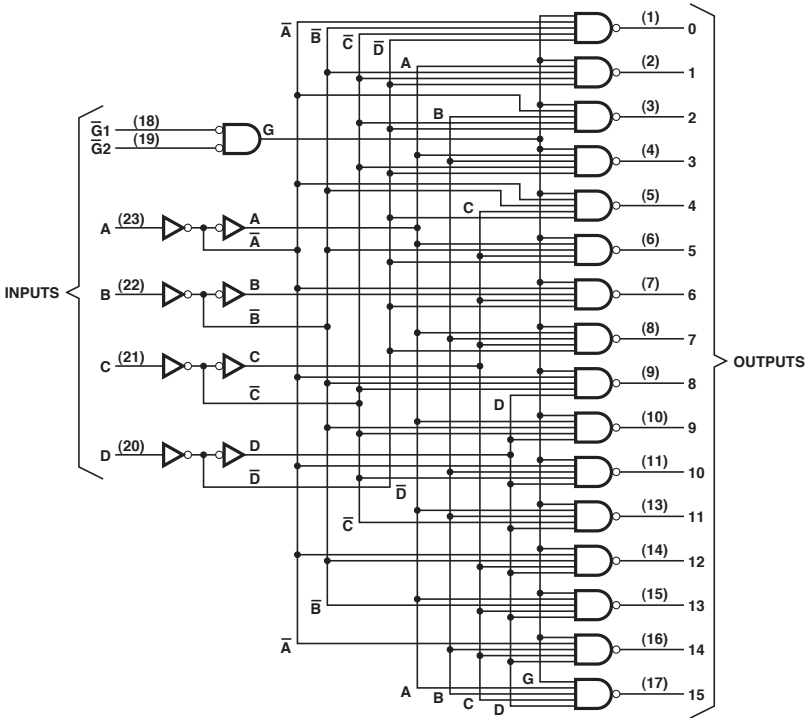 A̅ B̅ C̅ D̅ (1) 0
A (2) 1
B (3) 2
G̅1 (18) G
G̅2 (19)
(4) 3
C (5) 4
A (23) A
A̅
(6) 5
INPUTS
B (22) B
(7) 6
B̅
(8) 7
C (21) C
OUTPUTS
C̅
D (9) 8
(10) 9
D (20) D
(11) 10
D̅ D̅
C̅ (13) 11
(14) 12
B̅ (15) 13
A̅ (16) 14
G (17) 15
A B C D